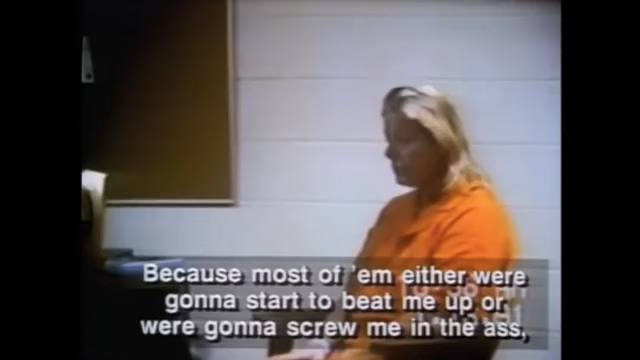 Because most of 'em either were
gonna start to beat me up or
were gonna screw me in the ass,